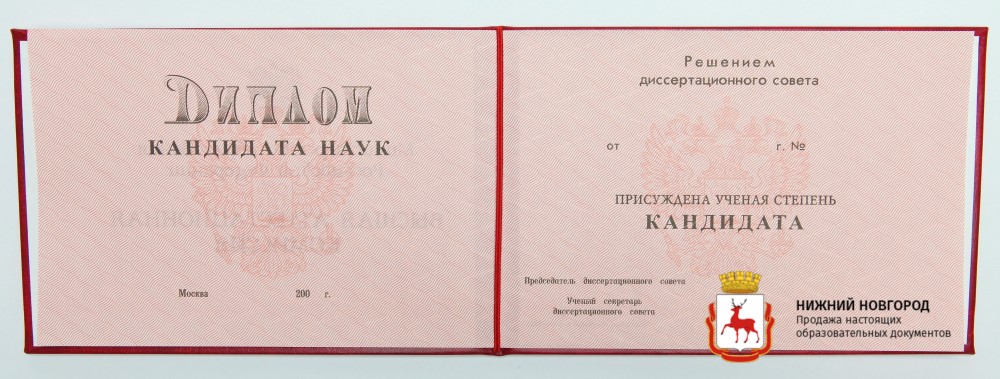 Диплом
КАНДИДАТА НАУК
Москва 200 г.
Решением
диссертационного совета
от г. №
ПРИСУЖДЕНА УЧЕНАЯ СТЕПЕНЬ
КАНДИДАТА
Председатель диссертационного совета
Ученый секретарь
диссертационного совета
НИЖНИЙ НОВГОРОД
Продажа настоящих
образовательных документов